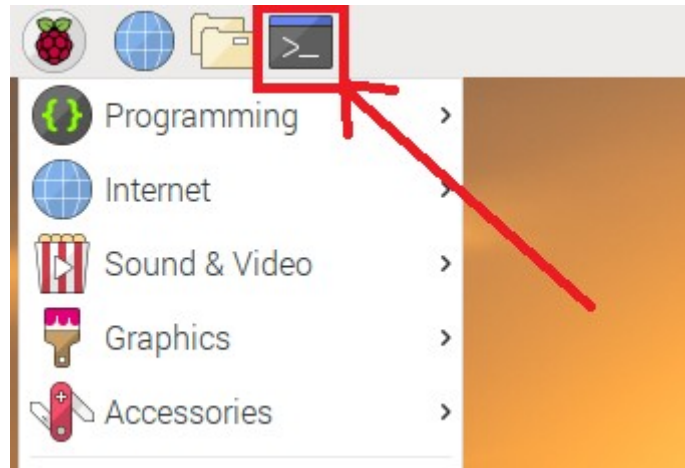 >_
Programming
Internet
Sound & Video
Graphics
Accessories